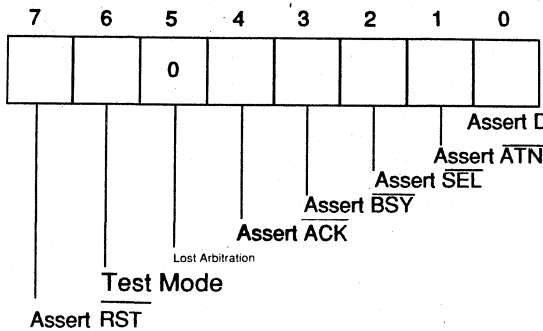 7 6 5 4 3 2 1 0
0
Assert D
Assert ATN
Assert SEL
Assert BSY
Assert ACK
Lost Arbitration
Test Mode
Assert RST